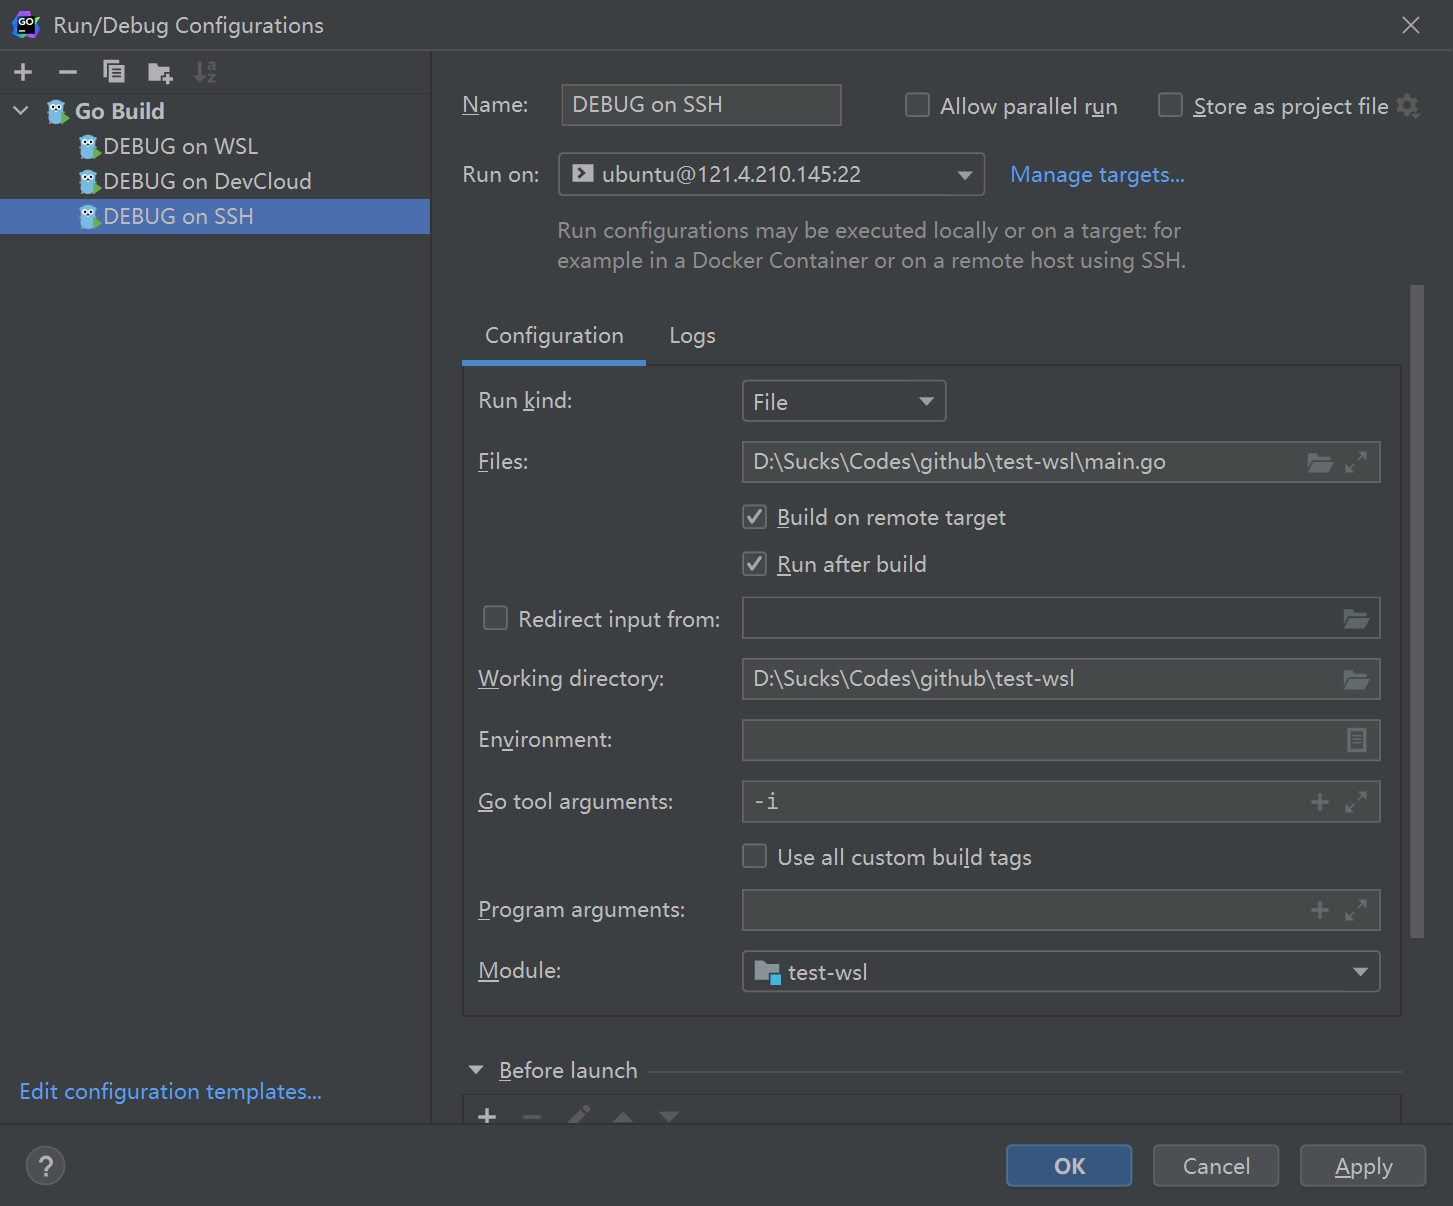 Run/Debug Configurations
Go Build
DEBUG on WSL
DEBUG on DevCloud
DEBUG on SSH
Edit configuration templates...
Name: DEBUG on SSH Allow parallel run Store as project file
Run on: ubuntu@121.4.210.145:22 Manage targets...
Run configurations may be executed locally or on a target: for
example in a Docker Container or on a remote host using SSH.
Configuration Logs
Run kind: File
Files: D:\Sucks\Codes\github\test-wsl\main.go
Build on remote target
Run after build
Redirect input from:
Working directory: D:\Sucks\Codes\github\test-wsl
Environment:
Go tool arguments: -i
Use all custom build tags
Program arguments:
Module: test-wsl
Before launch
? OK Cancel Apply